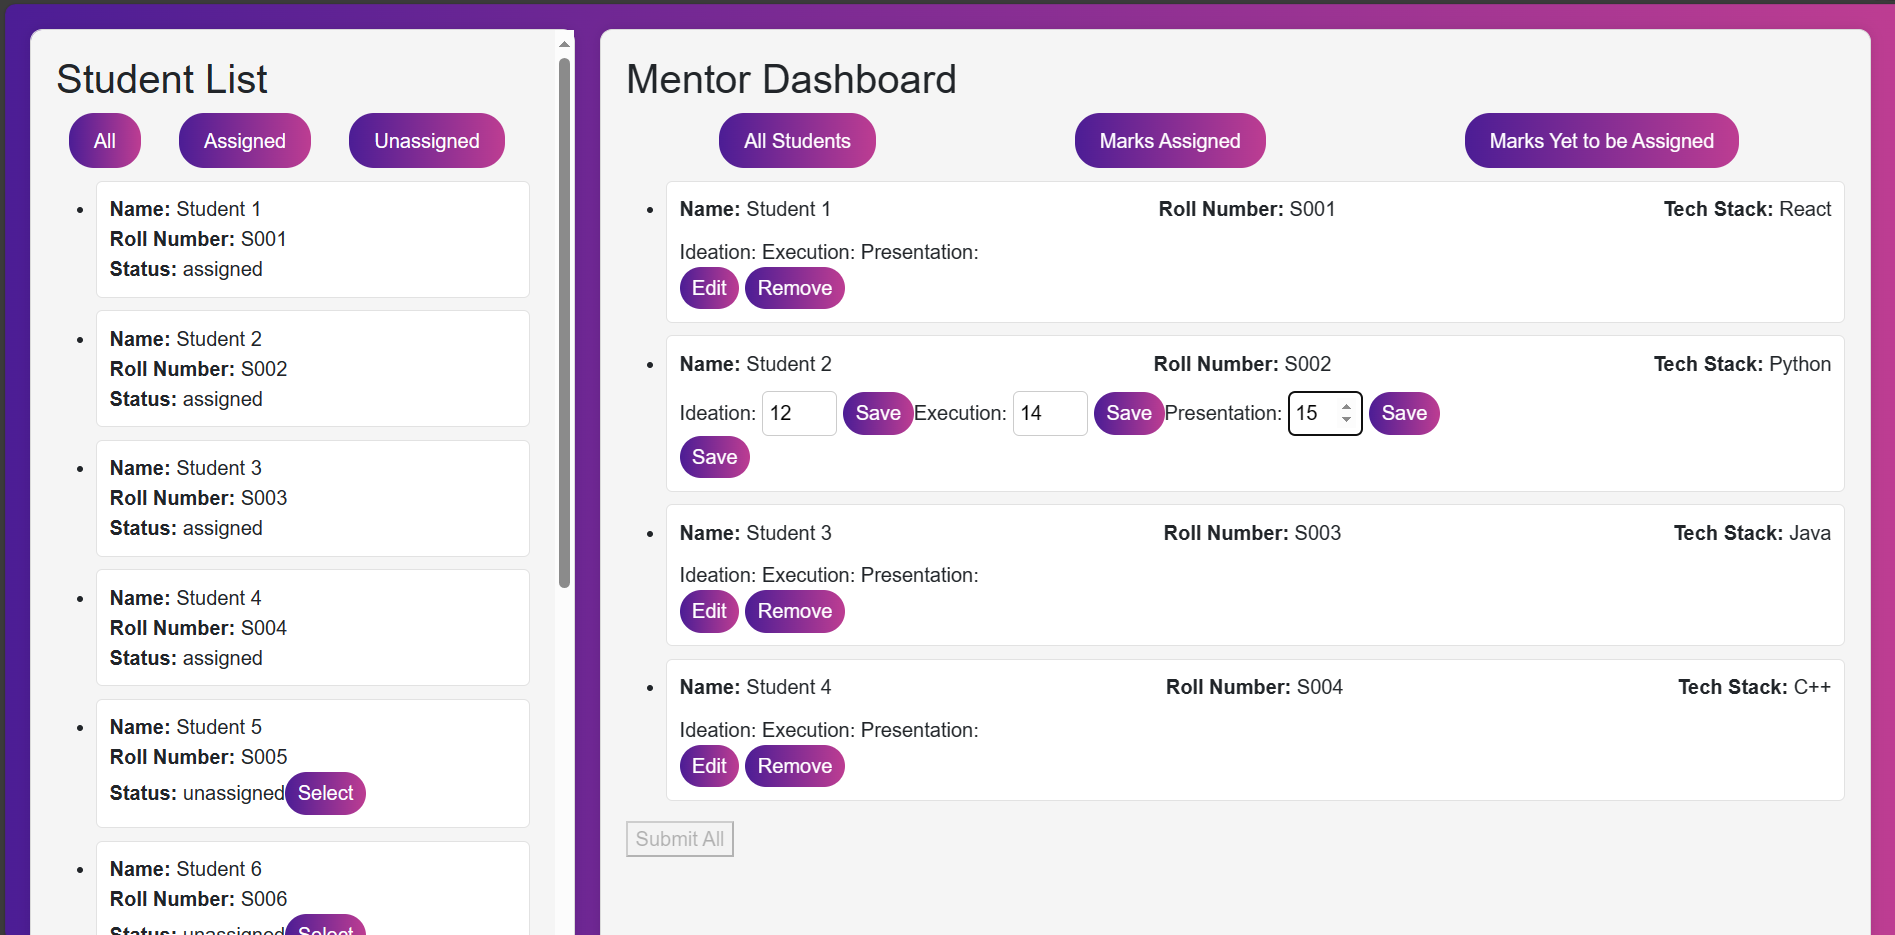 Student List
All Assigned Unassigned
Name: Student 1
Roll Number: S001
Status: assigned
Name: Student 2
Roll Number: S002
Status: assigned
Name: Student 3
Roll Number: S003
Status: assigned
Name: Student 4
Roll Number: S004
Status: assigned
Name: Student 5
Roll Number: S005
Status: unassigned Select
Name: Student 6
Roll Number: S006
Status: unassigned Select
Mentor Dashboard
All Students Marks Assigned Marks Yet to be Assigned
Name: Student 1 Roll Number: S001 Tech Stack: React
Ideation: Execution: Presentation:
Edit Remove
Name: Student 2 Roll Number: S002 Tech Stack: Python
Ideation: 12 Save Execution: 14 Save Presentation: 15 Save
Save
Name: Student 3 Roll Number: S003 Tech Stack: Java
Ideation: Execution: Presentation:
Edit Remove
Name: Student 4 Roll Number: S004 Tech Stack: C++
Ideation: Execution: Presentation:
Edit Remove
Submit All